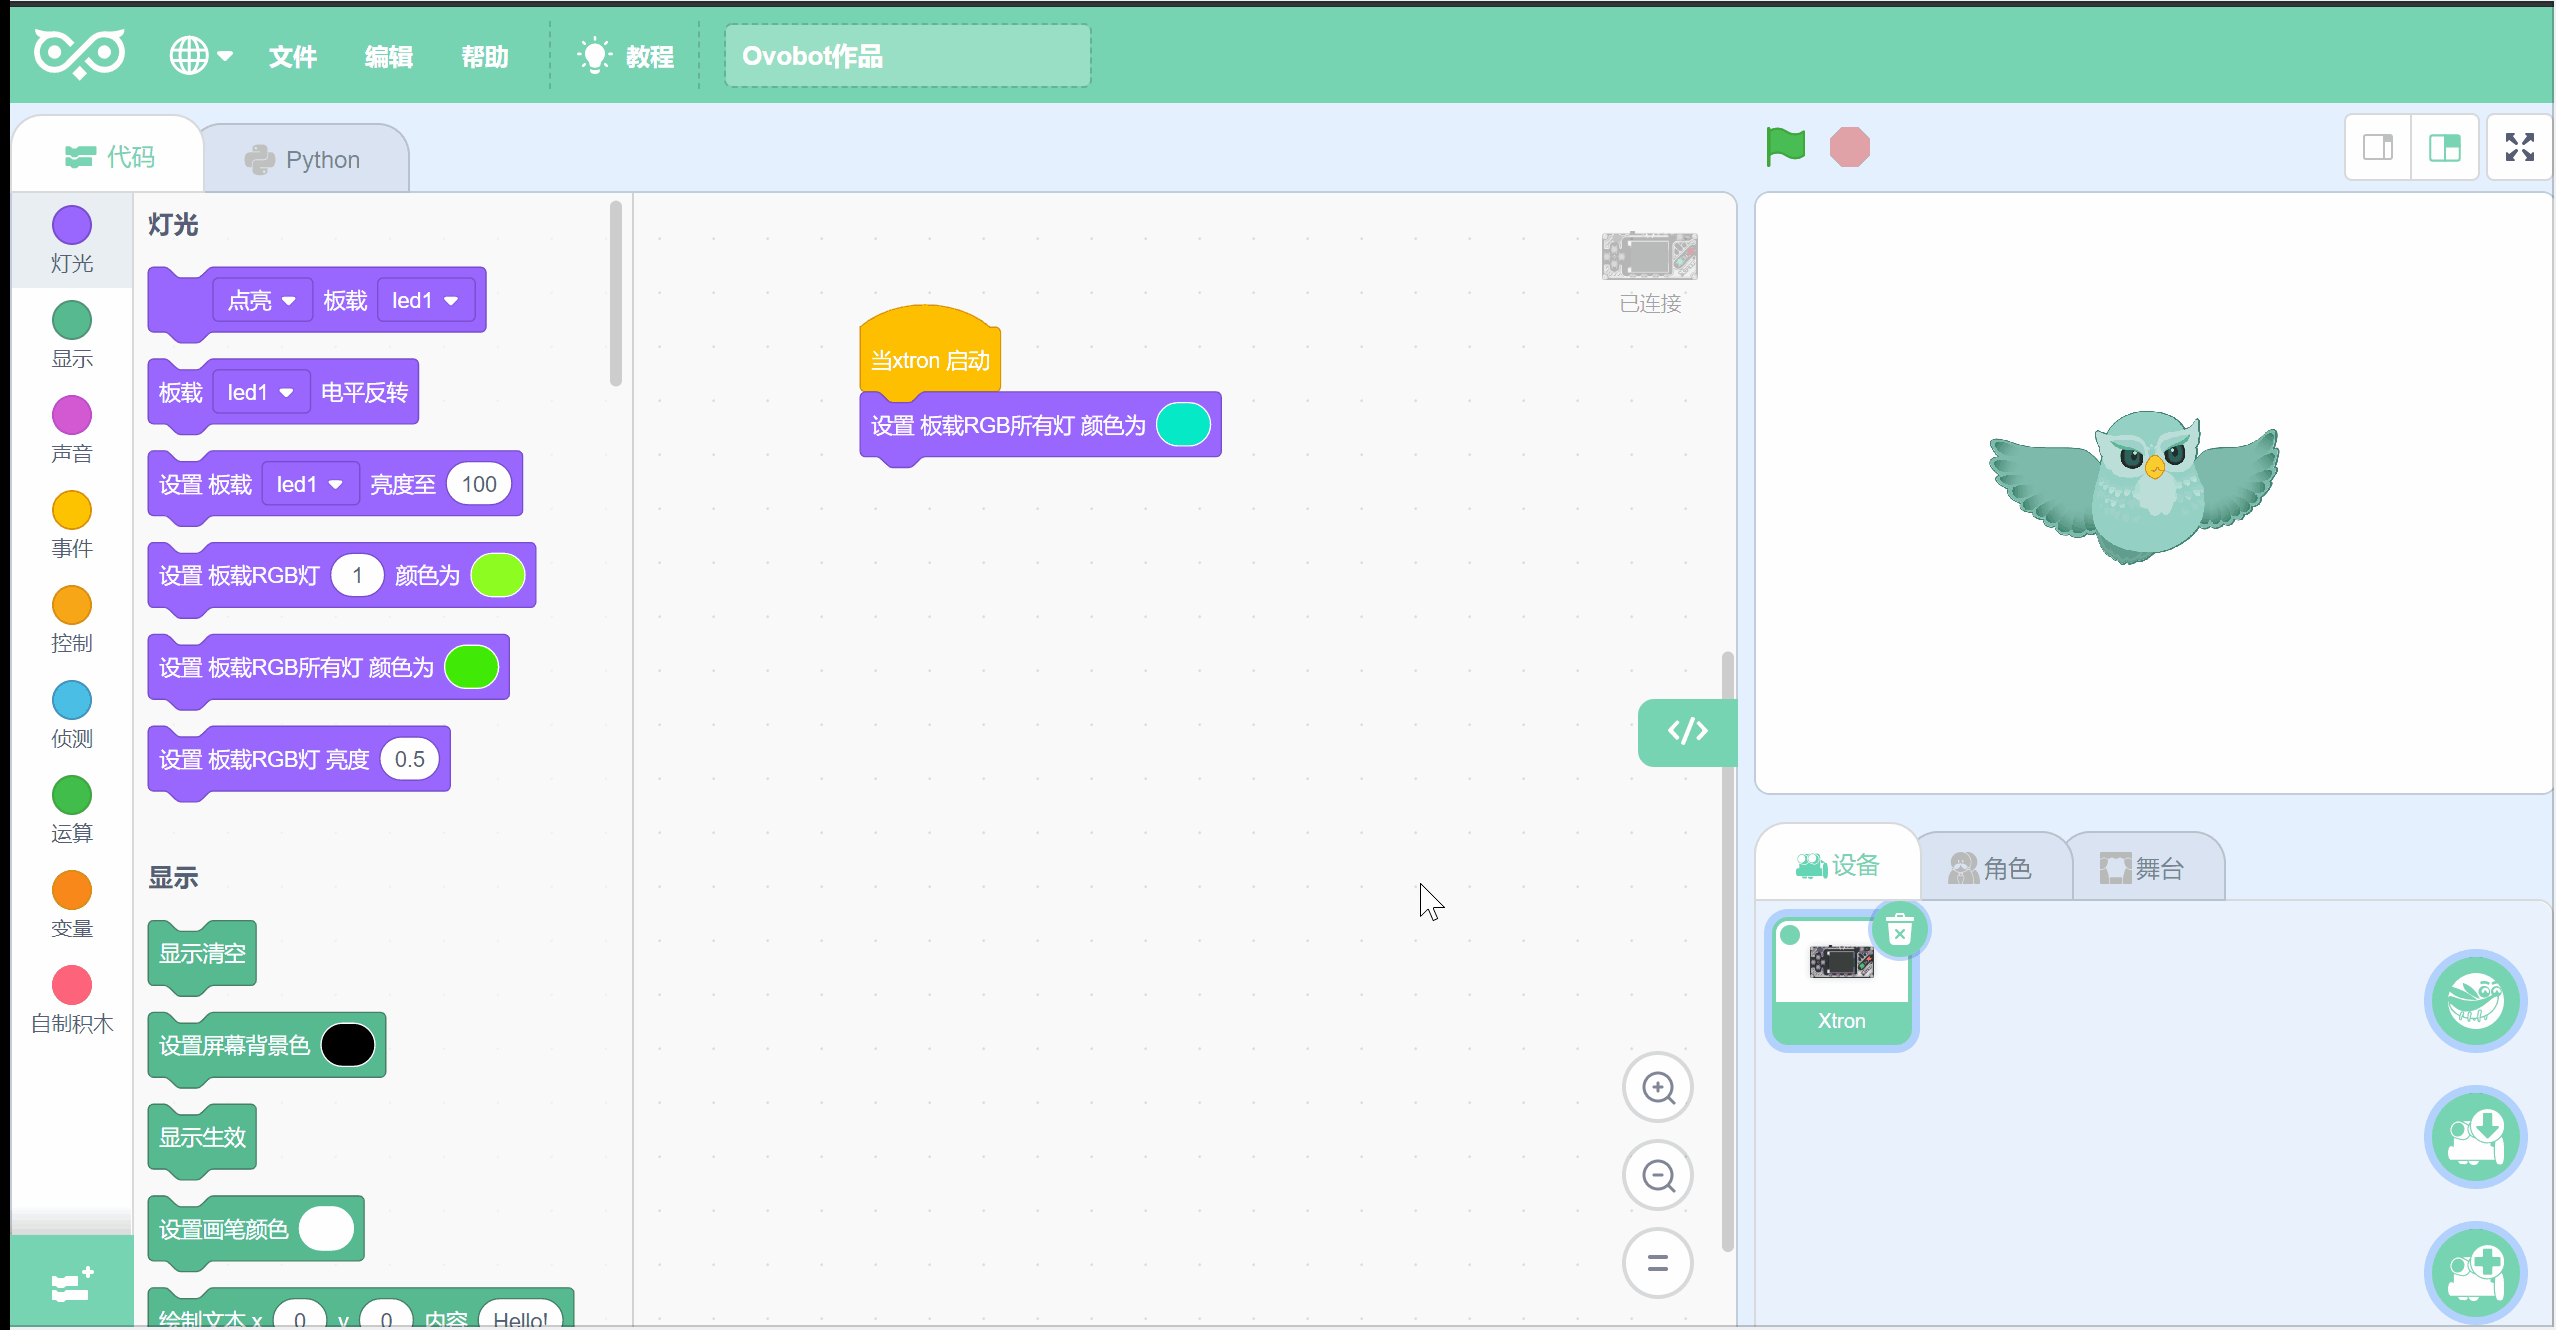 文件 编辑 帮助 教程 Ovobot作品
代码 Python
灯光
显示
声音
事件
控制
侦测
运算
变量
自制积木
灯光
点亮 板载 led1
板载 led1 电平反转
设置 板载 led1 亮度至 100
设置 板载RGB灯 1 颜色为
设置 板载RGB所有灯 颜色为
设置 板载RGB灯 亮度 0.5
显示
显示清空
设置屏幕背景色
显示生效
设置画笔颜色
绘制文本 x 0 y 0 内容 Hello!
当xtron 启动
设置 板载RGB所有灯 颜色为
已连接
设备 角色 舞台
Xtron